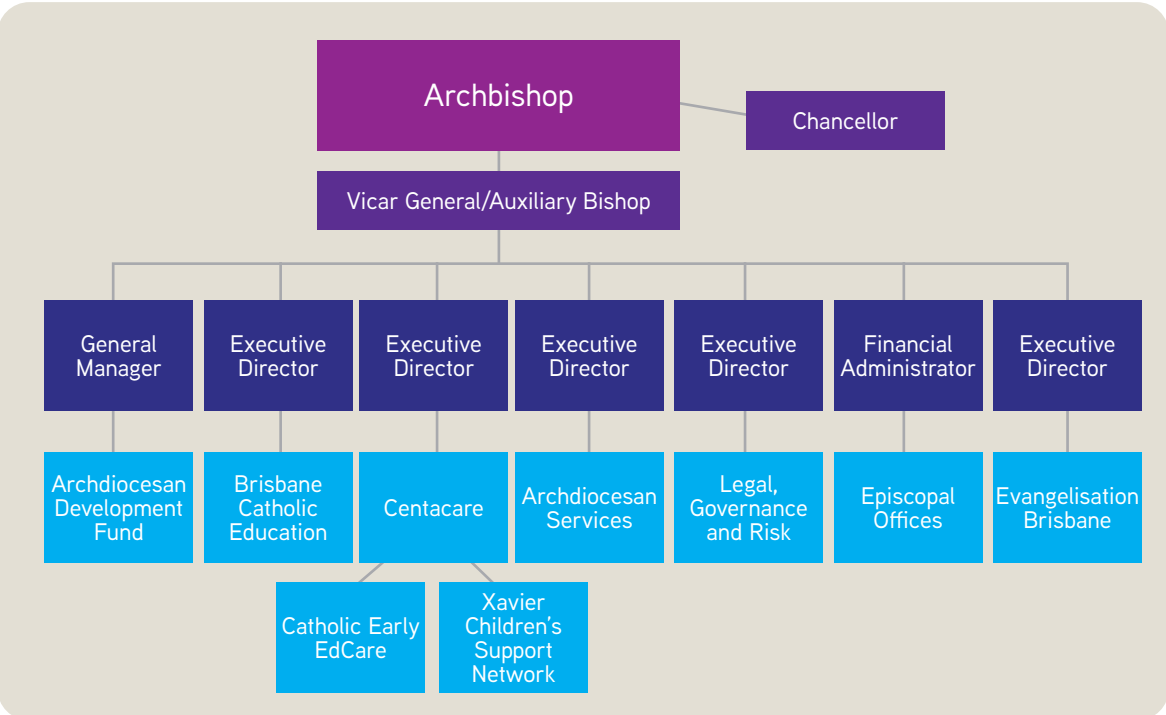 Archbishop
Chancellor
Vicar General/Auxiliary Bishop
General
Manager
Executive
Director
Executive
Director
Executive
Director
Executive
Director
Financial
Administrator
Executive
Director
Archdiocesan
Development
Fund
Brisbane
Catholic
Education
Centacare
Archdiocesan
Services
Legal,
Governance
and Risk
Episcopal
Offices
Evangelisation
Brisbane
Catholic Early
EdCare
Xavier
Children's
Support
Network